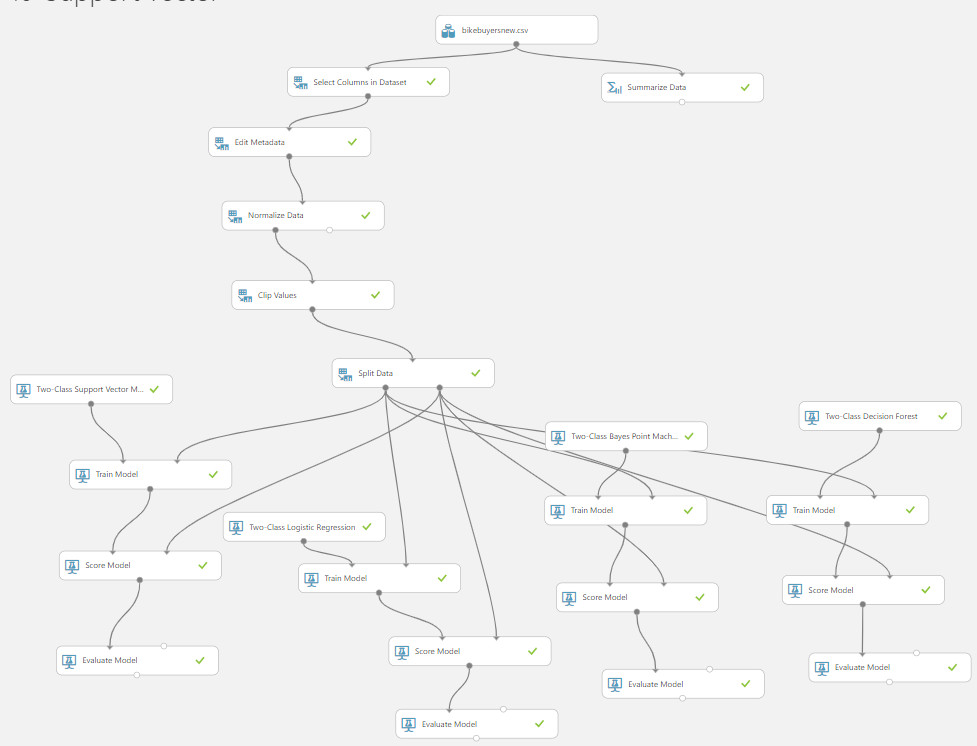 bikebuyersnew.csv
Select Columns in Dataset
Summarize Data
Edit Metadata
Normalize Data
Clip Values
Split Data
Two-Class Support Vector M...
Two-Class Decision Forest
Two-Class Bayes Point Mach...
Train Model
Train Model
Train Model
Two-Class Logistic Regression
Score Model
Train Model
Score Model
Score Model
Score Model
Evaluate Model
Evaluate Model
Evaluate Model
Evaluate Model